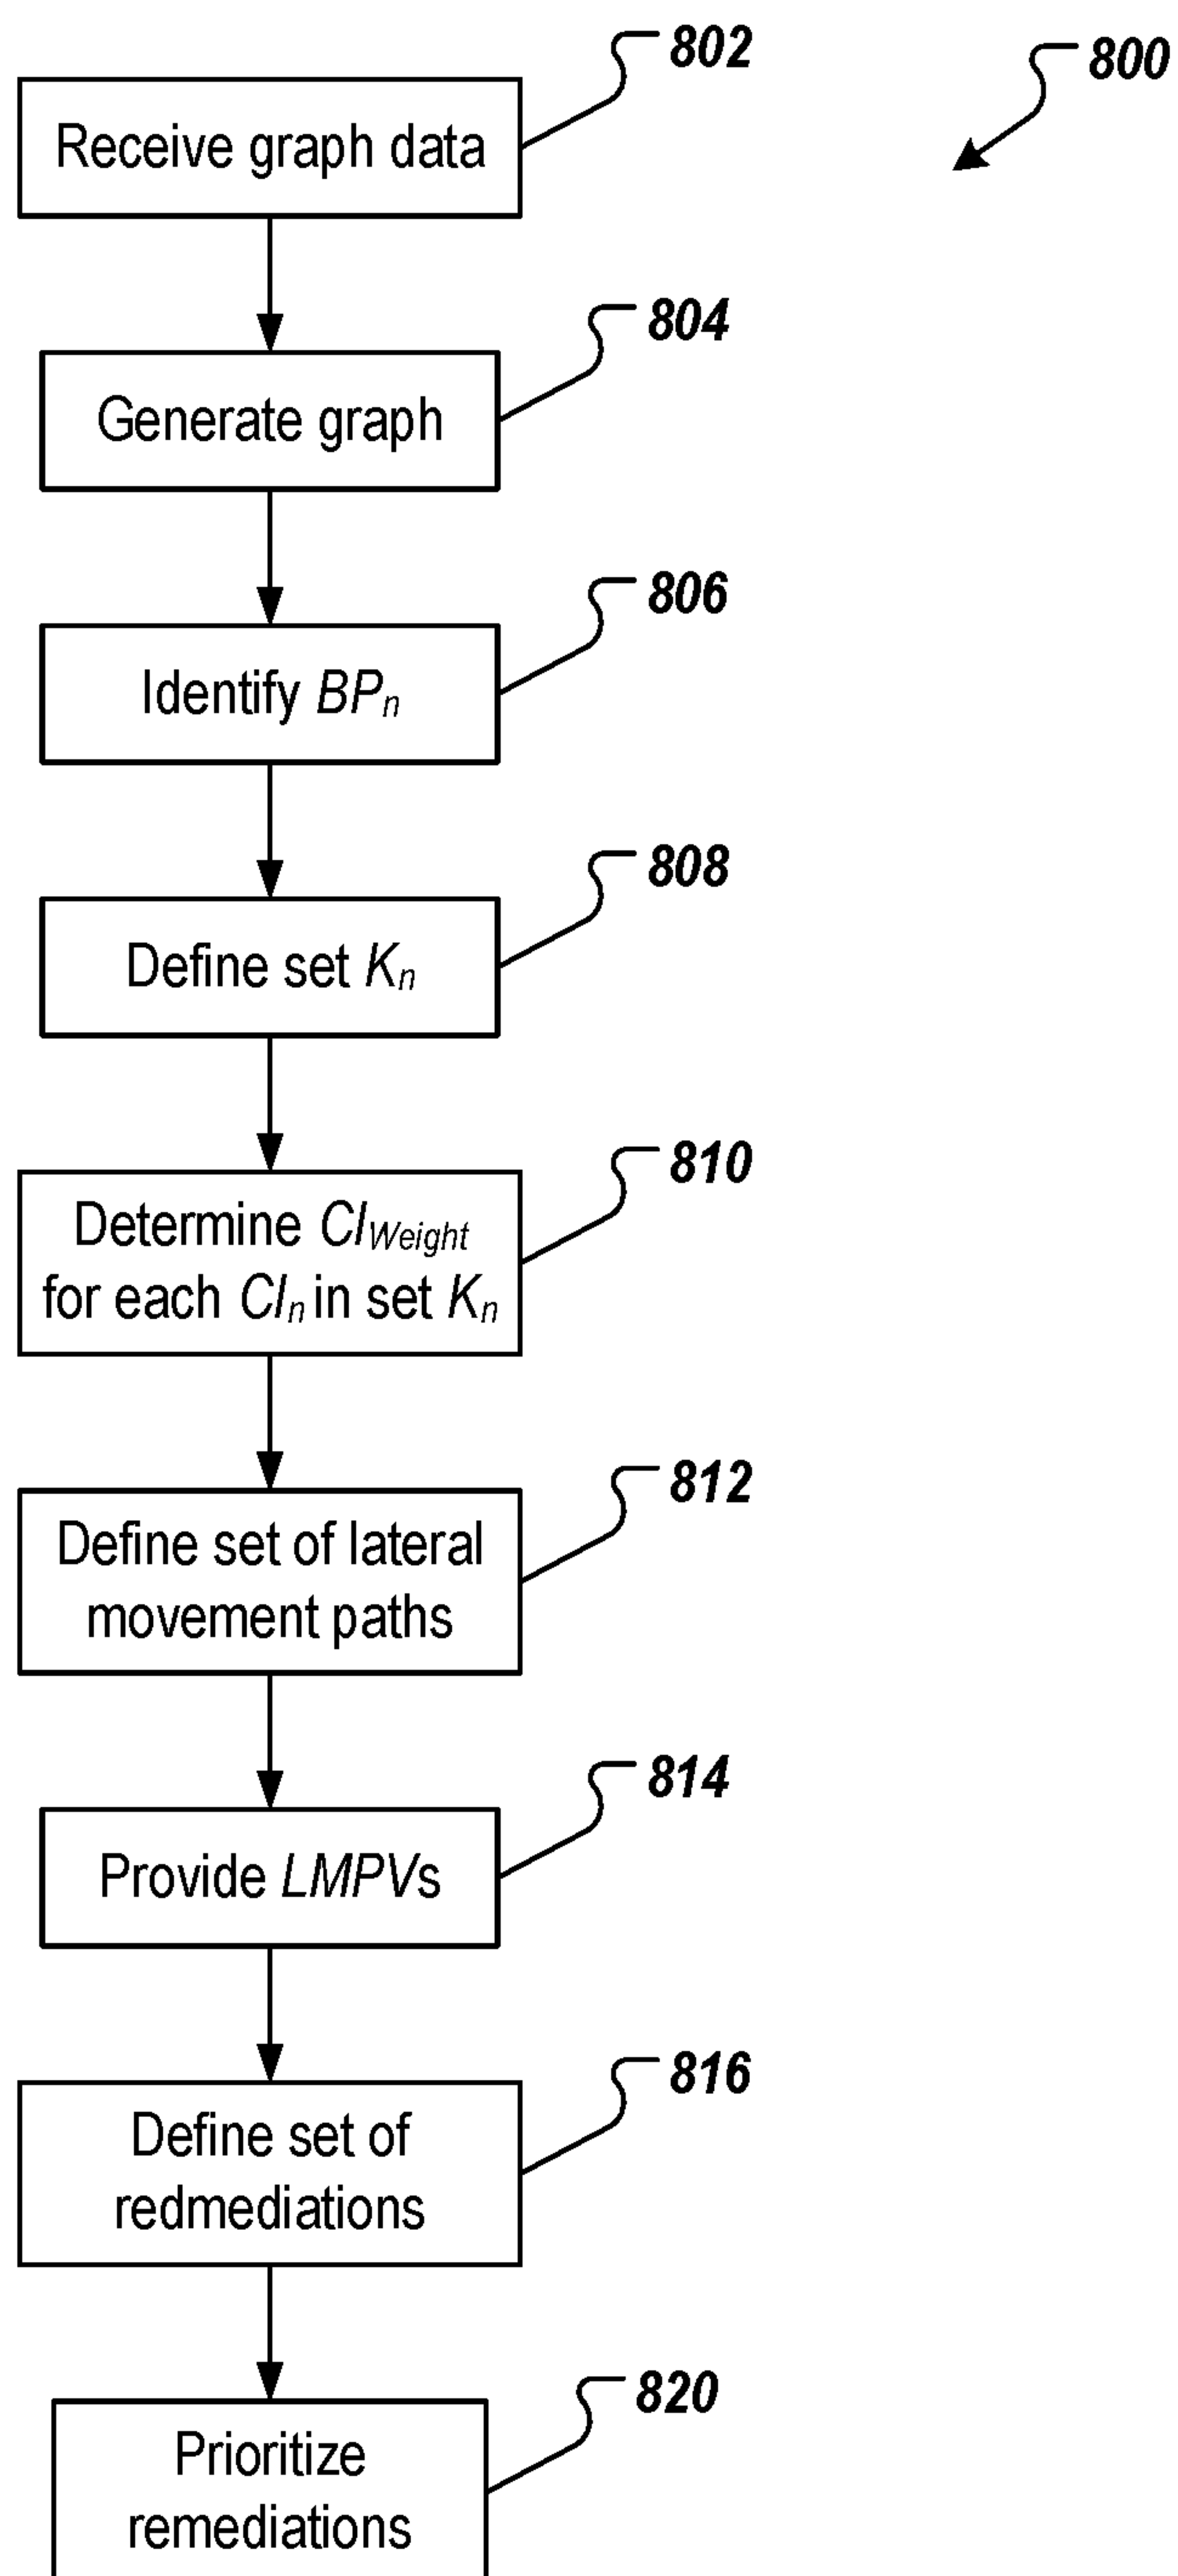 802
800
Receive graph data
804
Generate graph
806
Identify BPn
808
Define set Kn
810
Determine CIWeight
for each CIn in set Kn
812
Define set of lateral
movement paths
814
Provide LMPVs
816
Define set of
redmediations
820
Prioritize
remediations